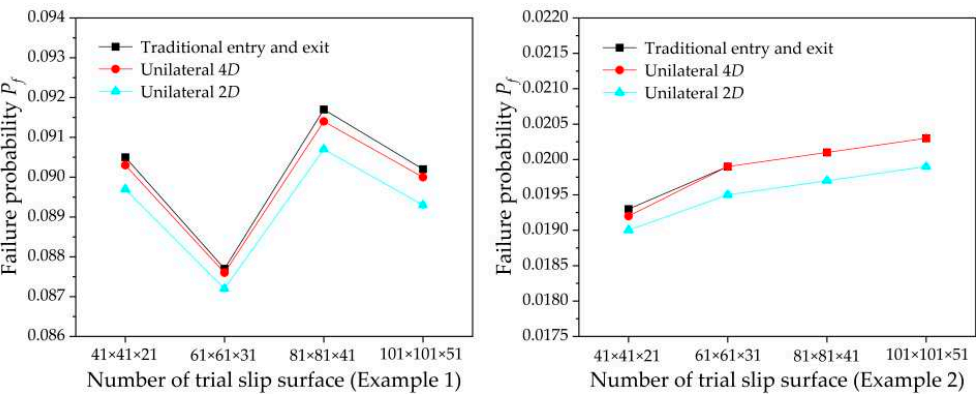 Failure probability P_f
0.094
0.093
0.092
0.091
0.090
0.089
0.088
0.087
0.086
Traditional entry and exit
Unilateral 4D
Unilateral 2D
41×41×21 61×61×31 81×81×41 101×101×51
Number of trial slip surface (Example 1)
Failure probability P_f
0.0220
0.0215
0.0210
0.0205
0.0200
0.0195
0.0190
0.0185
0.0180
0.0175
Traditional entry and exit
Unilateral 4D
Unilateral 2D
41×41×21 61×61×31 81×81×41 101×101×51
Number of trial slip surface (Example 2)